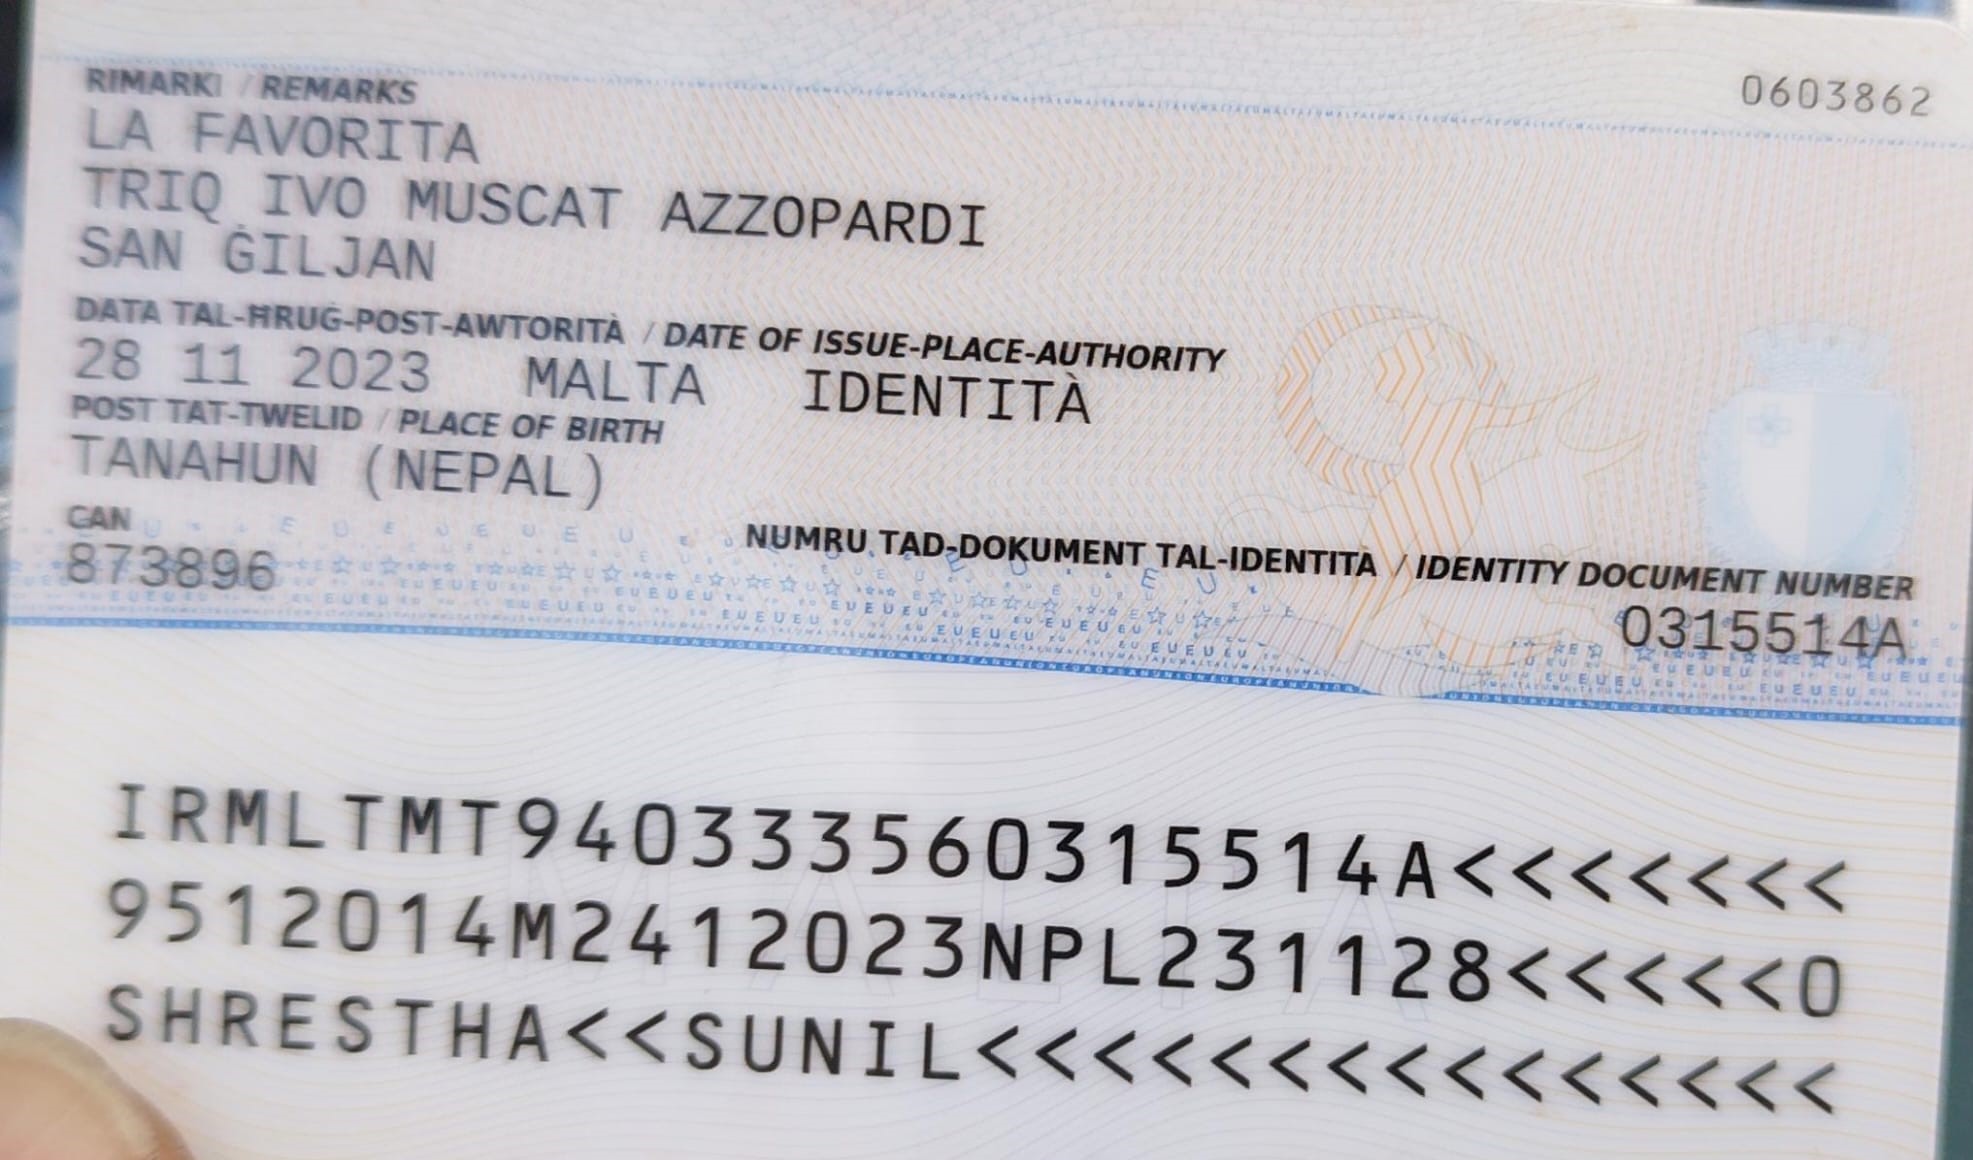 0603862
RIMARKI / REMARKS
LA FAVORITA
TRIQ IVO MUSCAT AZZOPARDI
SAN ĠILJAN
DATA TAL-ĦRUĠ-POST-AWTORITÀ / DATE OF ISSUE-PLACE-AUTHORITY
28 11 2023 MALTA IDENTITÀ
POST TAT-TWELID / PLACE OF BIRTH
TANAHUN (NEPAL)
CAN
873896
NUMRU TAD-DOKUMENT TAL-IDENTITÀ / IDENTITY DOCUMENT NUMBER
0315514A
IRMLTMT940333560315514A<<<<<<<
9512014M2412023NPL231128<<<<<0
SHRESTHA<<SUNIL<<<<<<<<<<<<<<<